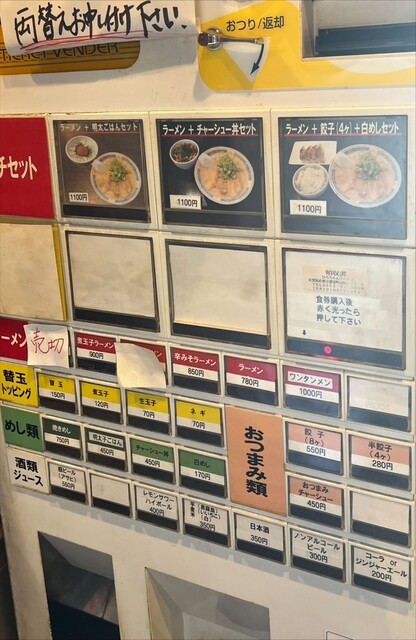 両替えお申し付け下さい。
おつり/返却
チセット
ラーメン + 明太ごはんセット
1100円
ラーメン + チャーシュー丼セット
1100円
ラーメン + 餃子(4ヶ)+白めしセット
1100円
食券購入後
赤く光ったら
押して下さい
ラーメン
売切
煮玉子ラーメン
900円
辛みそラーメン
850円
ラーメン
780円
ワンタンメン
1000円
替玉
トッピング
替玉
150円
煮玉子
120円
生玉子
70円
ネギ
70円
おつまみ類
餃子
(8ヶ)
550円
半餃子
(4ヶ)
280円
めし類
焼きめし
750円
明太子ごはん
450円
チャーシュー丼
450円
白めし
170円
おつまみ
チャーシュー
450円
酒類
ジュース
瓶ビール
(アサヒ)
550円
レモンサワー
ハイボール
400円
350円
日本酒
350円
ノンアルコール
ビール
300円
コーラ or
ジンジャーエール
200円